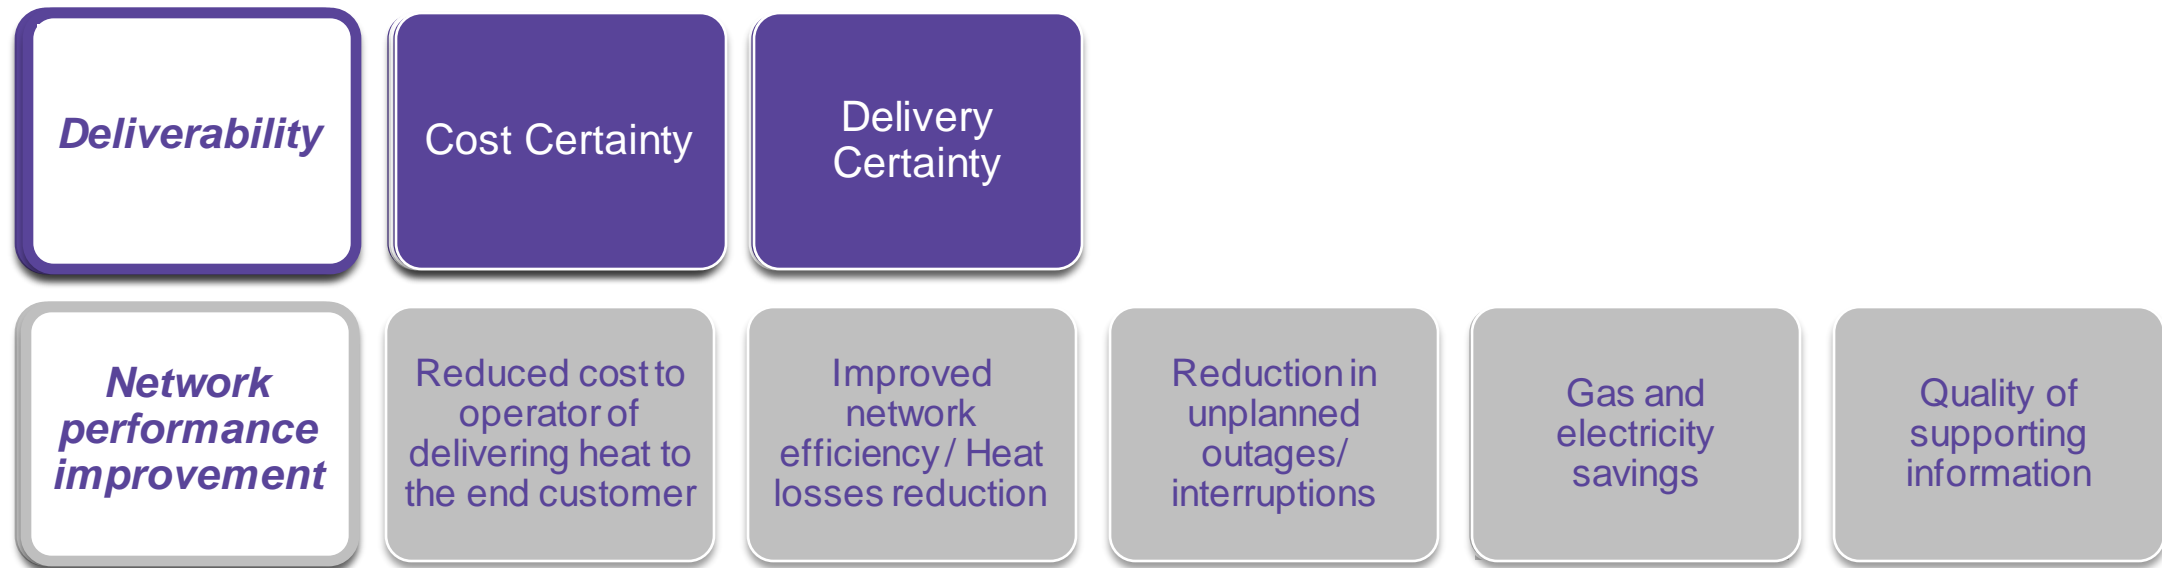 Deliverability
Cost Certainty
Delivery
Certainty
Network
performance
improvement
Reduced cost to
operator of
delivering heat to
the end customer
Improved
network
efficiency / Heat
losses reduction
Reduction in
unplanned
outages/
interruptions
Gas and
electricity
savings
Quality of
supporting
information